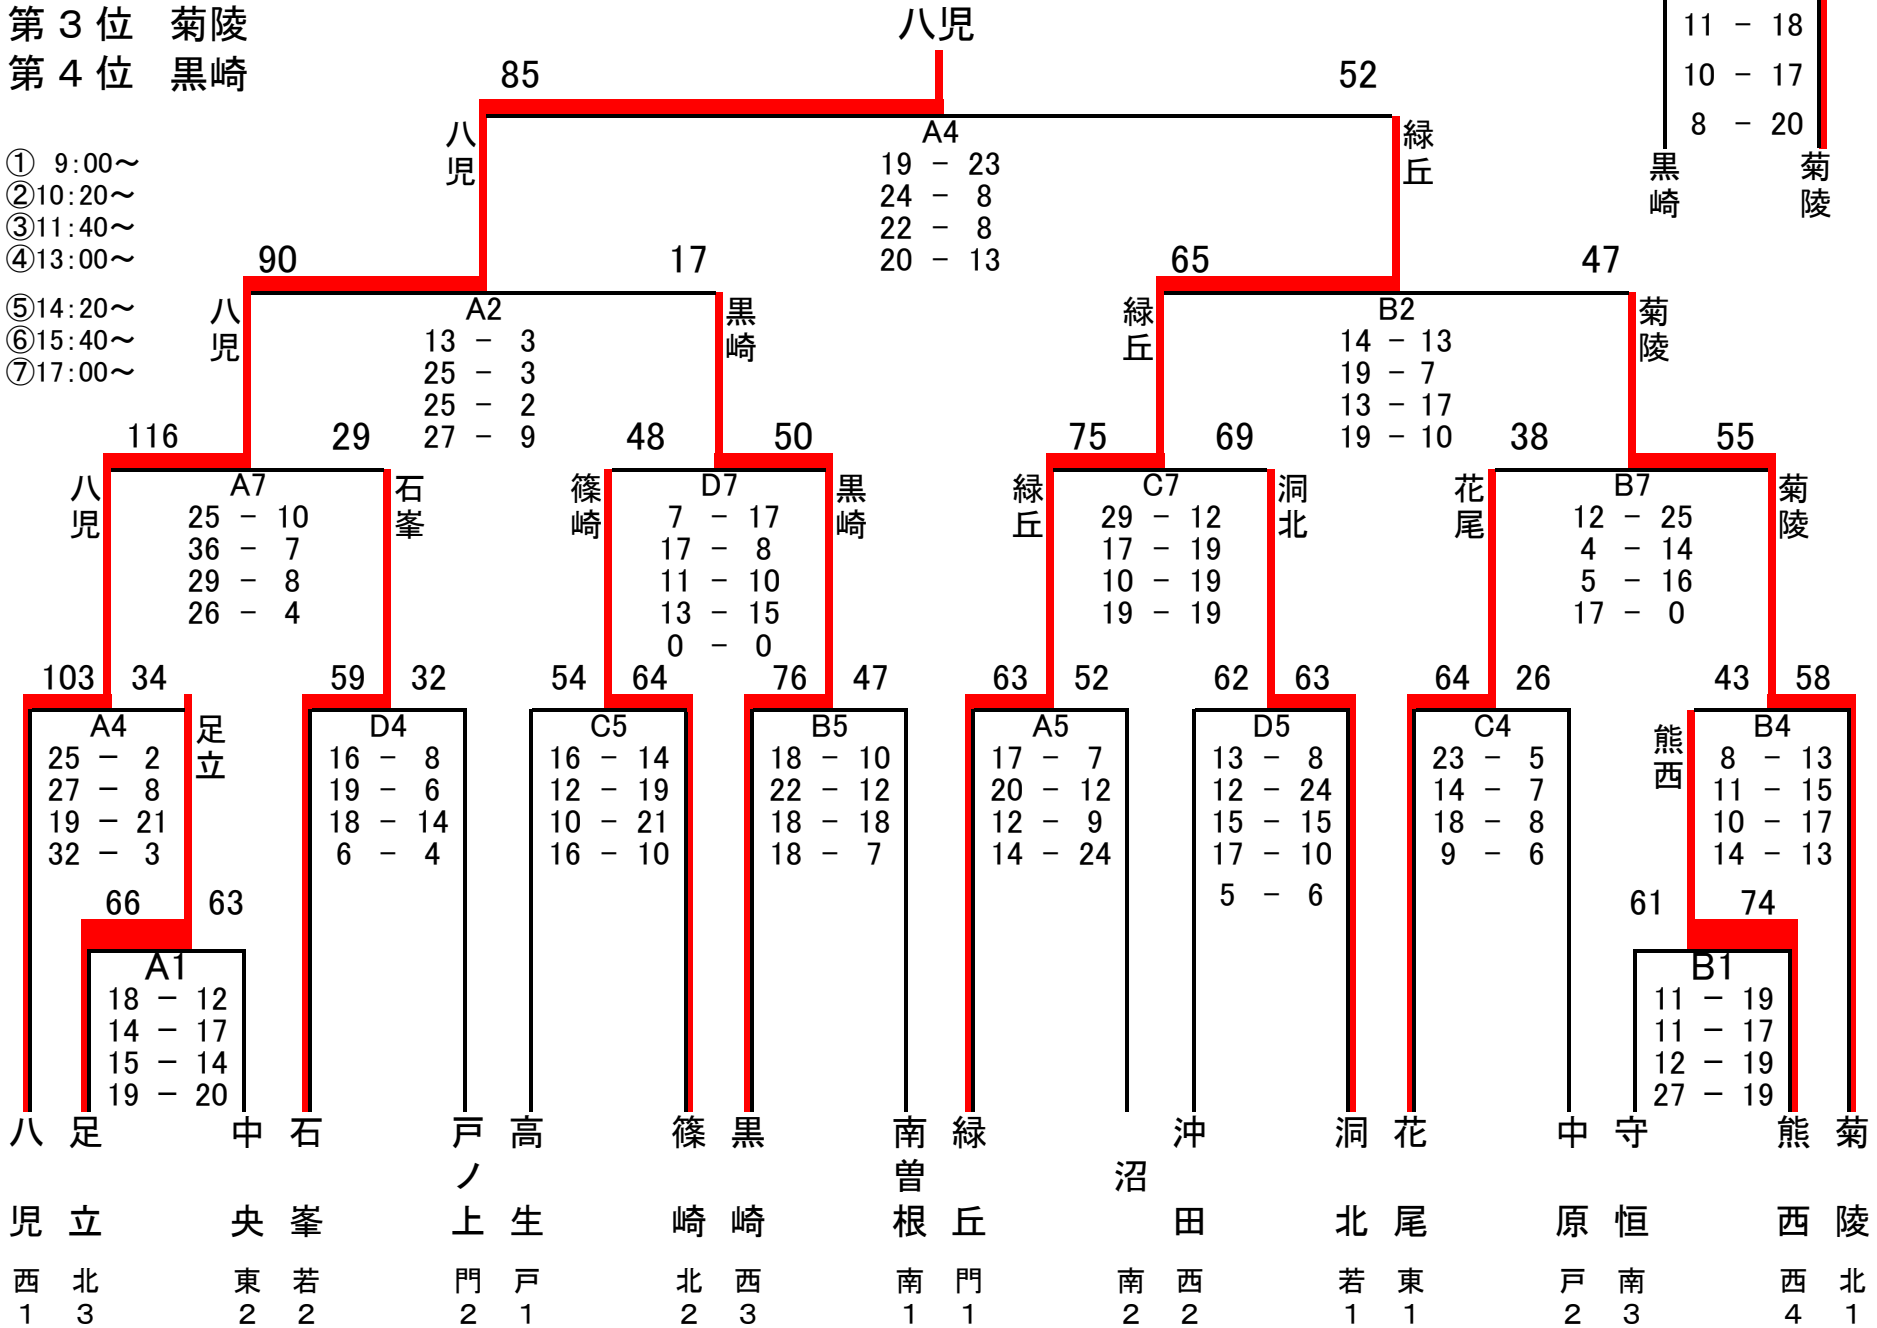 第３位　菊陵
第４位　黒崎
八児
11 － 18
10 － 17
8 － 20
黒崎　菊陵
85　52
八児　A4　緑丘
19 － 23
24 － 8
22 － 8
20 － 13
① 9:00～
②10:20～
③11:40～
④13:00～
⑤14:20～
⑥15:40～
⑦17:00～
90　17
八児　A2　黒崎
13 － 3
25 － 3
25 － 2
27 － 9
65　47
緑丘　B2　菊陵
14 － 13
19 － 7
13 － 17
19 － 10
116　29
八児　A7　石峯
25 － 10
36 － 7
29 － 8
26 － 4
48　50
篠崎　D7　黒崎
7 － 17
17 － 8
11 － 10
13 － 15
0 － 0
75　69
緑丘　C7　洞北
29 － 12
17 － 19
10 － 19
19 － 19
38　55
花尾　B7　菊陵
12 － 25
4 － 14
5 － 16
17 － 0
103　34
A4　足立
25 － 2
27 － 8
19 － 21
32 － 3
59　32
D4
16 － 8
19 － 6
18 － 14
6 － 4
54　64
C5
16 － 14
12 － 19
10 － 21
16 － 10
76　47
B5
18 － 10
22 － 12
18 － 18
18 － 7
63　52
A5
17 － 7
20 － 12
12 － 9
14 － 24
62　63
D5
13 － 8
12 － 24
15 － 15
17 － 10
5 － 6
64　26
C4
23 － 5
14 － 7
18 － 8
9 － 6
43　58
熊西　B4
8 － 13
11 － 15
10 － 17
14 － 13
66　63
A1
18 － 12
14 － 17
15 － 14
19 － 20
61　74
B1
11 － 19
11 － 17
12 － 19
27 － 19
八児　足立　中央　石峯　戸ノ上　高生　篠崎　黒崎　南曽根　緑丘　沼　沖田　洞北　花尾　中原　守恒　熊西　菊陵
西1　北3　東2　若2　門2　戸1　北2　西3　南1　門1　南2　西2　若1　東1　戸2　南3　西4　北1